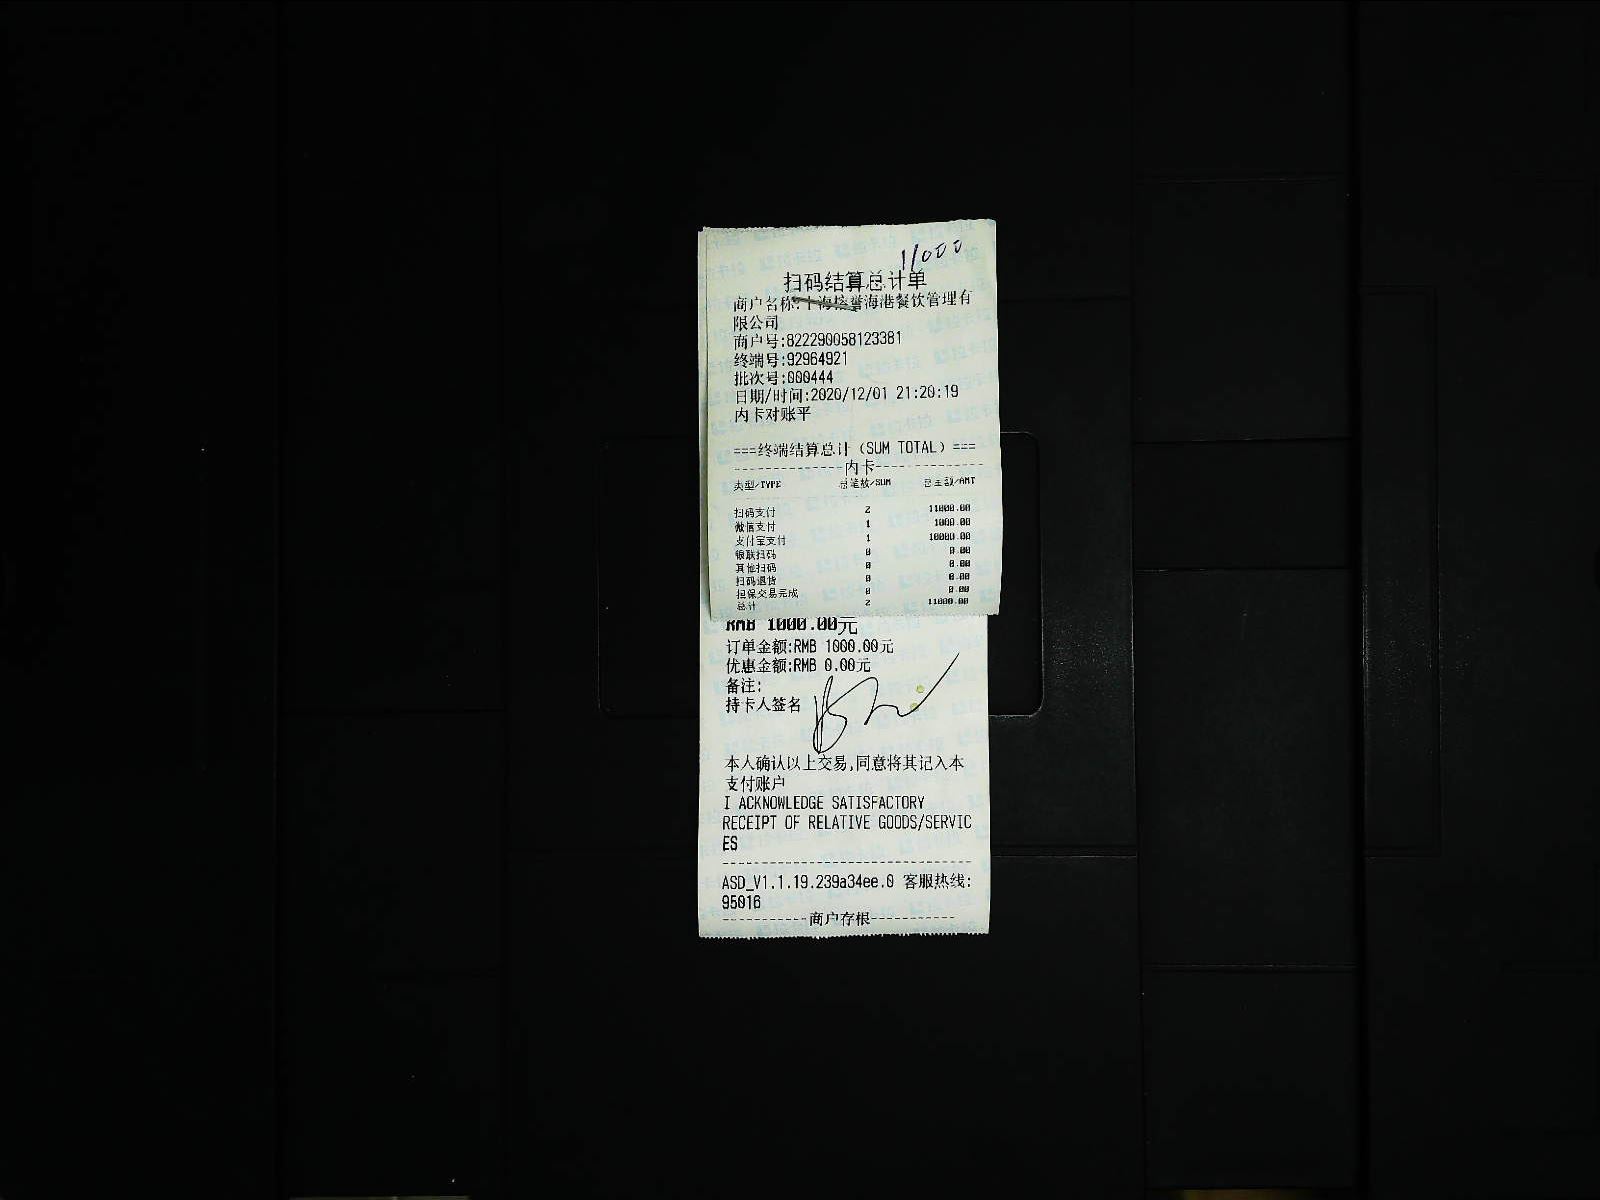 11000
扫码结算总计单
商户名称:上海 誉海港餐饮管理有
限公司
商户号:822290058123381
终端号:92964921
批次号:000444
日期/时间:2020/12/01 21:20:19
内卡对账平
===终端结算总计（SUM TOTAL）===
----------------内卡----------------
类型/TYPE 总笔数/SUM 总金额/AMT
扫码支付 2 11000.00
微信支付 1 1000.00
支付宝支付 1 10000.00
银联扫码 0 0.00
其他扫码 0 0.00
扫码退货 0 0.00
担保交易完成 0 0.00
总计 2 11000.00
RMB 1000.00元
订单金额:RMB 1000.00元
优惠金额:RMB 0.00元
备注:
持卡人签名
本人确认以上交易,同意将其记入本
支付账户
I ACKNOWLEDGE SATISFACTORY
RECEIPT OF RELATIVE GOODS/SERVIC
ES
--------------------------------
ASD_V1.1.19.239a34ee.0 客服热线:
95016
-----------商户存根-----------